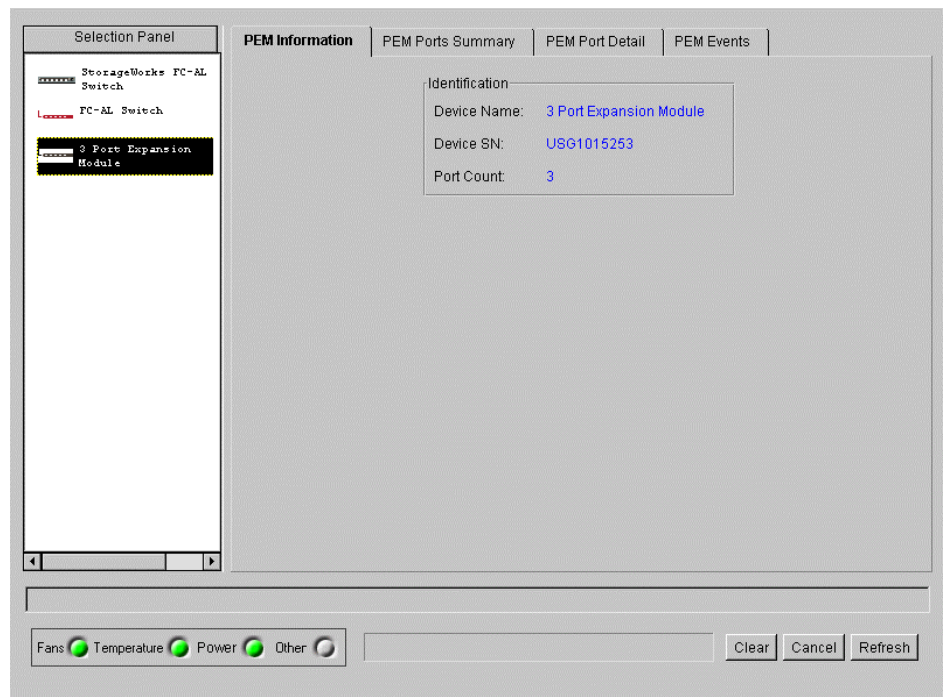 Selection Panel
StorageWorks FC-AL
Switch
FC-AL Switch
3 Port Expansion
Module
PEM Information
PEM Ports Summary
PEM Port Detail
PEM Events
Identification
Device Name: 3 Port Expansion Module
Device SN: USG1015253
Port Count: 3
Fans Temperature Power Other
Clear Cancel Refresh